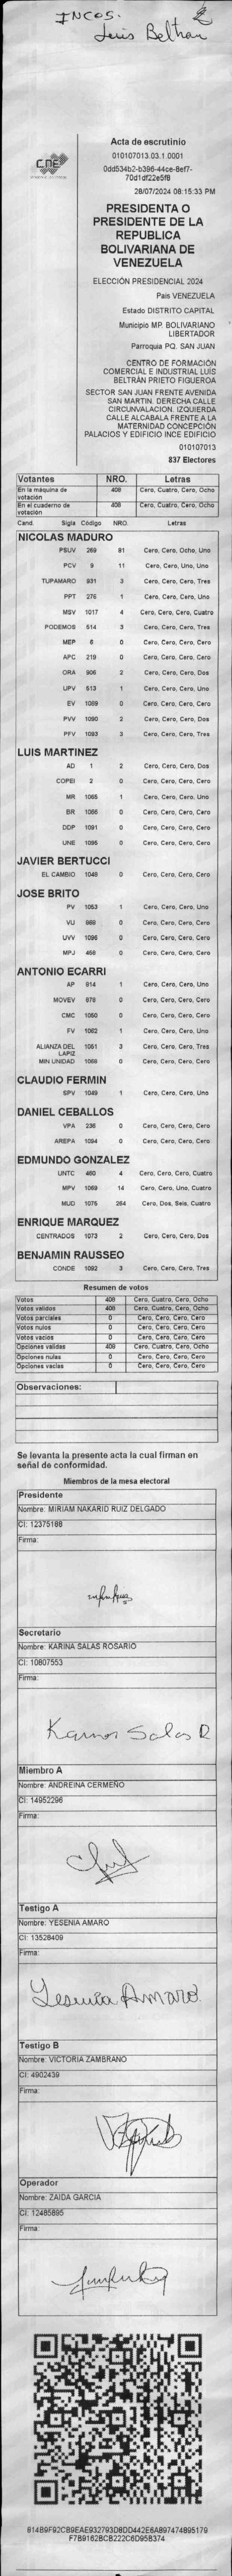 INCES.
Luis Beltran
CNE
Acta de escrutinio
010107013.03.1.0001
0dd534b2-b396-44ce-8ef7-
70d1df22e5f8
28/07/2024 08:15:33 PM
PRESIDENTA O
PRESIDENTE DE LA
REPUBLICA
BOLIVARIANA DE
VENEZUELA
ELECCIÓN PRESIDENCIAL 2024
País VENEZUELA
Estado DISTRITO CAPITAL
Municipio MP. BOLIVARIANO
LIBERTADOR
Parroquia PQ. SAN JUAN
CENTRO DE FORMACIÓN
COMERCIAL E INDUSTRIAL LUIS
BELTRÁN PRIETO FIGUEROA
SECTOR SAN JUAN FRENTE AVENIDA
SAN MARTIN. DERECHA CALLE
CIRCUNVALACION. IZQUIERDA
CALLE ALCABALA FRENTE A LA
MATERNIDAD CONCEPCIÓN
PALACIOS Y EDIFICIO INCE EDIFICIO
010107013
837 Electores
Votantes NRO. Letras
En la máquina de votación 408 Cero, Cuatro, Cero, Ocho
En el cuaderno de votación 408 Cero, Cuatro, Cero, Ocho
Cand. Sigla Código NRO. Letras
NICOLAS MADURO
PSUV 269 81 Cero, Cero, Ocho, Uno
PCV 9 11 Cero, Cero, Uno, Uno
TUPAMARO 931 3 Cero, Cero, Cero, Tres
PPT 276 1 Cero, Cero, Cero, Uno
MSV 1017 4 Cero, Cero, Cero, Cuatro
PODEMOS 514 3 Cero, Cero, Cero, Tres
MEP 6 0 Cero, Cero, Cero, Cero
APC 219 0 Cero, Cero, Cero, Cero
ORA 906 2 Cero, Cero, Cero, Dos
UPV 513 1 Cero, Cero, Cero, Uno
EV 1089 0 Cero, Cero, Cero, Cero
PVV 1090 2 Cero, Cero, Cero, Dos
PFV 1093 3 Cero, Cero, Cero, Tres
LUIS MARTINEZ
AD 1 2 Cero, Cero, Cero, Dos
COPEI 2 0 Cero, Cero, Cero, Cero
MR 1065 1 Cero, Cero, Cero, Uno
BR 1066 0 Cero, Cero, Cero, Cero
DDP 1091 0 Cero, Cero, Cero, Cero
UNE 1095 0 Cero, Cero, Cero, Cero
JAVIER BERTUCCI
EL CAMBIO 1048 0 Cero, Cero, Cero, Cero
JOSE BRITO
PV 1053 1 Cero, Cero, Cero, Uno
VU 868 0 Cero, Cero, Cero, Cero
UVV 1096 0 Cero, Cero, Cero, Cero
MPJ 458 0 Cero, Cero, Cero, Cero
ANTONIO ECARRI
AP 914 1 Cero, Cero, Cero, Uno
MOVEV 878 0 Cero, Cero, Cero, Cero
CMC 1050 0 Cero, Cero, Cero, Cero
FV 1062 1 Cero, Cero, Cero, Uno
ALIANZA DEL LAPIZ 1051 3 Cero, Cero, Cero, Tres
MIN UNIDAD 1068 0 Cero, Cero, Cero, Cero
CLAUDIO FERMIN
SPV 1049 1 Cero, Cero, Cero, Uno
DANIEL CEBALLOS
VPA 236 0 Cero, Cero, Cero, Cero
AREPA 1094 0 Cero, Cero, Cero, Cero
EDMUNDO GONZALEZ
UNTC 460 4 Cero, Cero, Cero, Cuatro
MPV 1069 14 Cero, Cero, Uno, Cuatro
MUD 1075 264 Cero, Dos, Seis, Cuatro
ENRIQUE MARQUEZ
CENTRADOS 1073 2 Cero, Cero, Cero, Dos
BENJAMIN RAUSSEO
CONDE 1092 3 Cero, Cero, Cero, Tres
Resumen de votos
Votos 408 Cero, Cuatro, Cero, Ocho
Votos validos 408 Cero, Cuatro, Cero, Ocho
Votos parciales 0 Cero, Cero, Cero, Cero
Votos nulos 0 Cero, Cero, Cero, Cero
Votos vacios 0 Cero, Cero, Cero, Cero
Opciones validas 408 Cero, Cuatro, Cero, Ocho
Opciones nulas 0 Cero, Cero, Cero, Cero
Opciones vacias 0 Cero, Cero, Cero, Cero
Observaciones:
Se levanta la presente acta la cual firman en
señal de conformidad.
Miembros de la mesa electoral
Presidente
Nombre: MIRIAM NAKARID RUIZ DELGADO
CI: 12375188
Firma:
Secretario
Nombre: KARINA SALAS ROSARIO
CI: 10807553
Firma:
Karina Salas R
Miembro A
Nombre: ANDREINA CERMEÑO
CI: 14952296
Firma:
Testigo A
Nombre: YESENIA AMARO
CI: 13528409
Firma:
Yesenia Amaro
Testigo B
Nombre: VICTORIA ZAMBRANO
CI: 4902439
Firma:
Operador
Nombre: ZAIDA GARCIA
CI: 12485895
Firma:
814B9F92CB9EAE932793D8DD442E6A897474895179
F7B9162BCB222C6D95B374